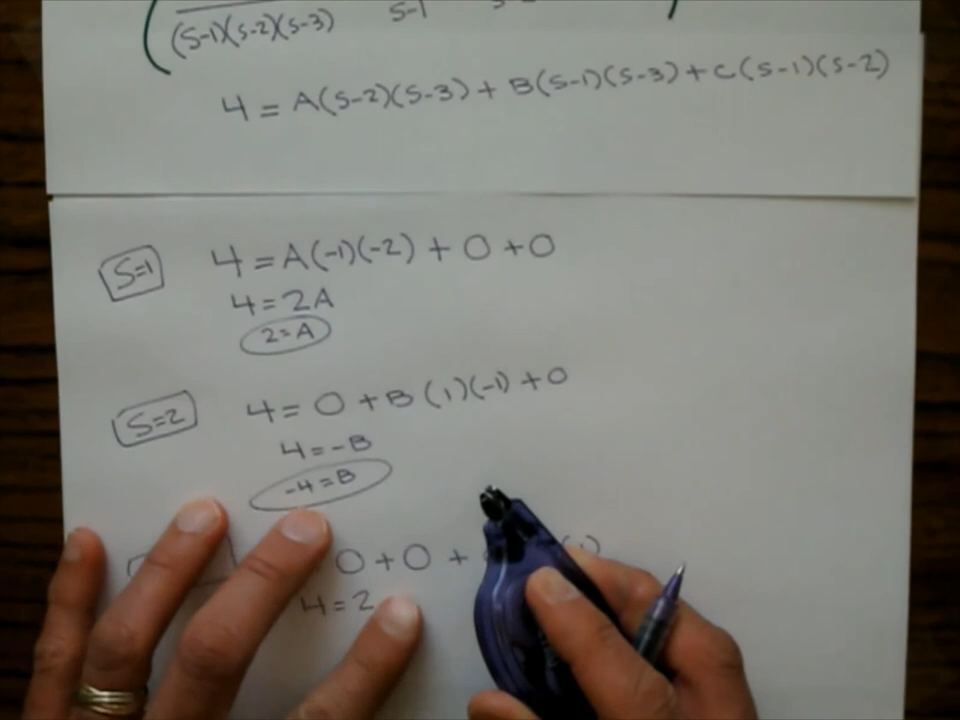 (S-1)(S-2)(S-3) S-1
4 = A(S-2)(S-3) + B(S-1)(S-3) + C(S-1)(S-2)
S=1 4 = A(-1)(-2) + 0 + 0
4 = 2A
2 = A
S=2 4 = 0 + B(1)(-1) + 0
4 = -B
-4 = B
0 + 0 +
4 = 2